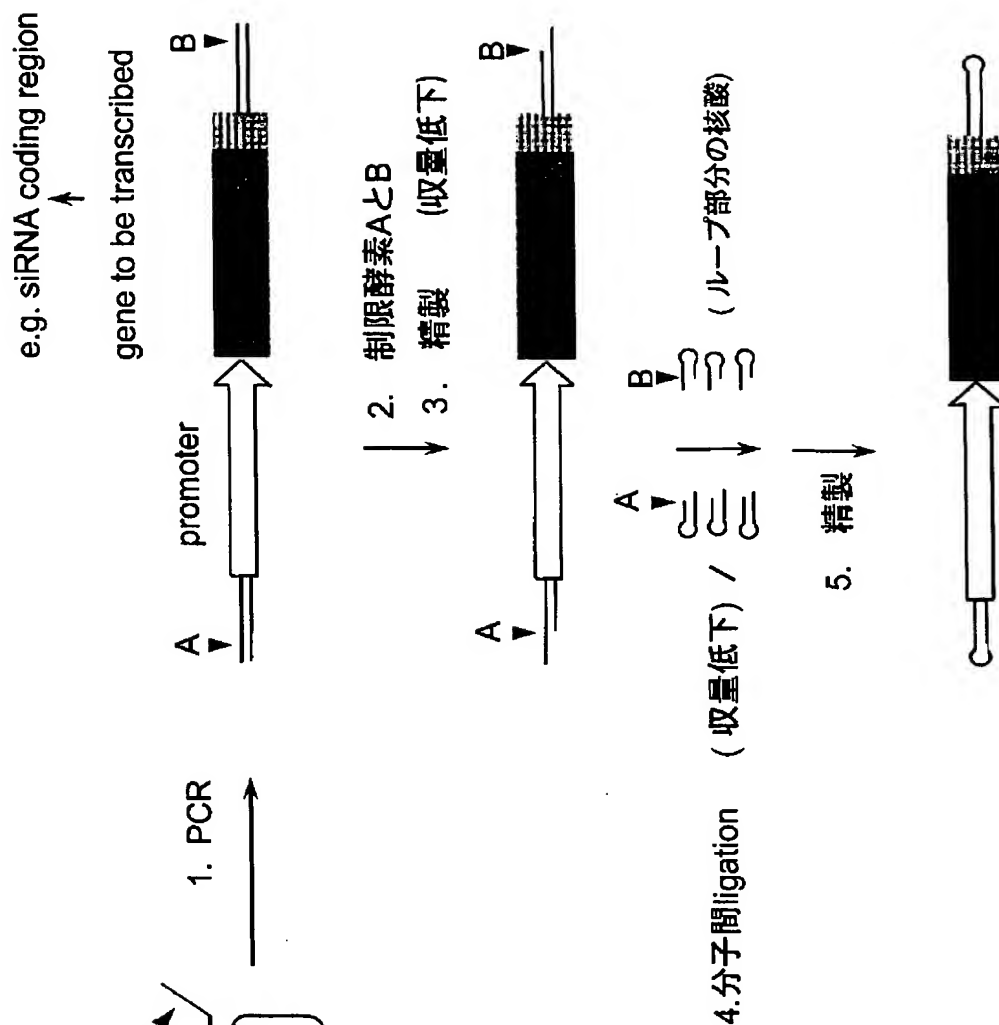 e.g. siRNA coding region
gene to be transcribed
promoter
A
B
1. PCR
2. 制限酵素AとB
3. 精製 (収量低下)
A
B
4.分子間ligation (収量低下) /
A
B
(ループ部分の核酸)
5. 精製